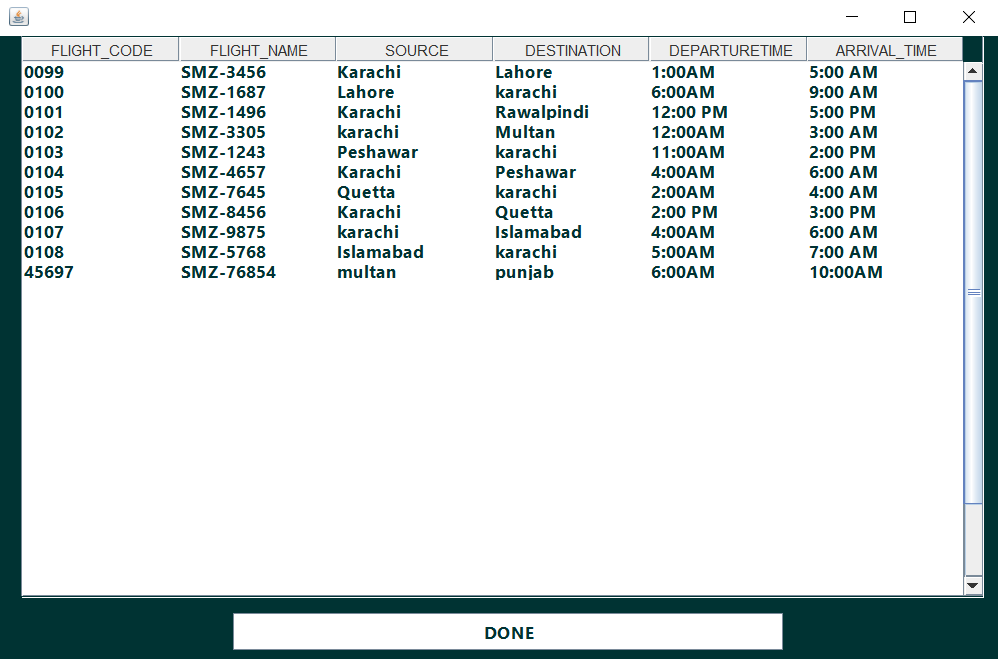 FLIGHT_CODE FLIGHT_NAME SOURCE DESTINATION DEPARTURETIME ARRIVAL_TIME
0099 SMZ-3456 Karachi Lahore 1:00AM 5:00 AM
0100 SMZ-1687 Lahore karachi 6:00AM 9:00 AM
0101 SMZ-1496 Karachi Rawalpindi 12:00 PM 5:00 PM
0102 SMZ-3305 karachi Multan 12:00AM 3:00 AM
0103 SMZ-1243 Peshawar karachi 11:00AM 2:00 PM
0104 SMZ-4657 Karachi Peshawar 4:00AM 6:00 AM
0105 SMZ-7645 Quetta karachi 2:00AM 4:00 AM
0106 SMZ-8456 Karachi Quetta 2:00 PM 3:00 PM
0107 SMZ-9875 karachi Islamabad 4:00AM 6:00 AM
0108 SMZ-5768 Islamabad karachi 5:00AM 7:00 AM
45697 SMZ-76854 multan punjab 6:00AM 10:00AM
DONE